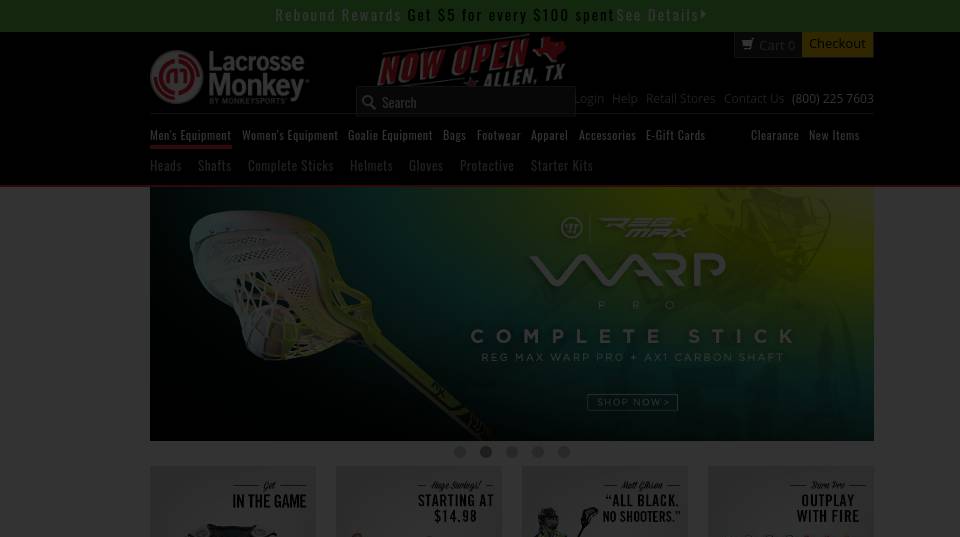 Rebound Rewards Get $5 for every $100 spent See Details
Lacrosse Monkey BY MONKEYSPORTS
NOW OPEN
ALLEN, TX
Cart 0 Checkout
Search
Login Help Retail Stores Contact Us (800) 225 7603
Men's Equipment Women's Equipment Goalie Equipment Bags Footwear Apparel Accessories E-Gift Cards Clearance New Items
Heads Shafts Complete Sticks Helmets Gloves Protective Starter Kits
REG MAX
WARP
PRO
COMPLETE STICK
REG MAX WARP PRO + AX1 CARBON SHAFT
SHOP NOW >
Get
IN THE GAME
Huge Savings!
STARTING AT
$14.98
Matt Gibson
“ALL BLACK.
NO SHOOTERS.”
Team Pro
OUTPLAY
WITH FIRE